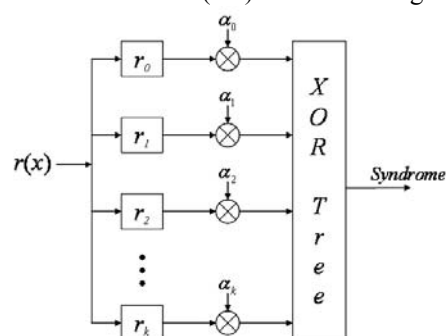 α₀
r₀
α₁
r₁
X
O
R
T
r
e
e
r(x)
Syndrome
α₂
r₂
αₖ
rₖ